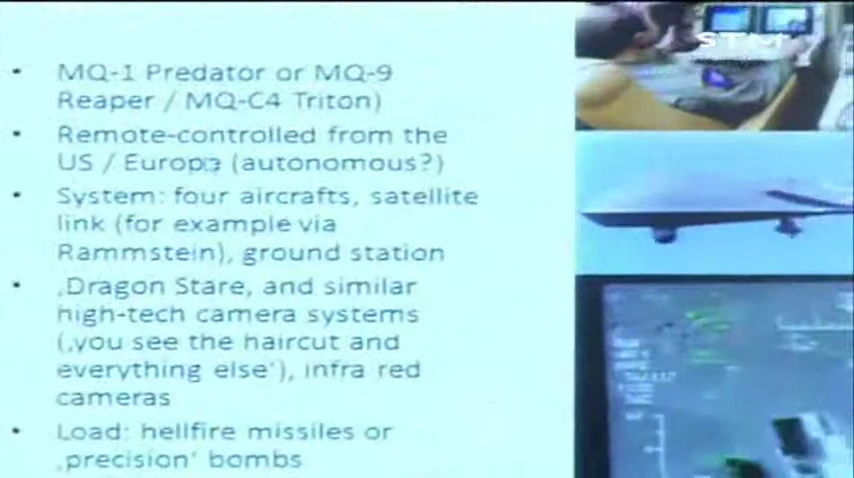 STM
• MQ-1 Predator or MQ-9
Reaper / MQ-C4 Triton)
• Remote-controlled from the
US / Europe (autonomous?)
• System: four aircrafts, satellite
link (for example via
Rammstein), ground station
• ‚Dragon Stare, and similar
high-tech camera systems
(‚you see the haircut and
everything else‘), infra red
cameras
• Load: hellfire missiles or
‚precision‘ bombs